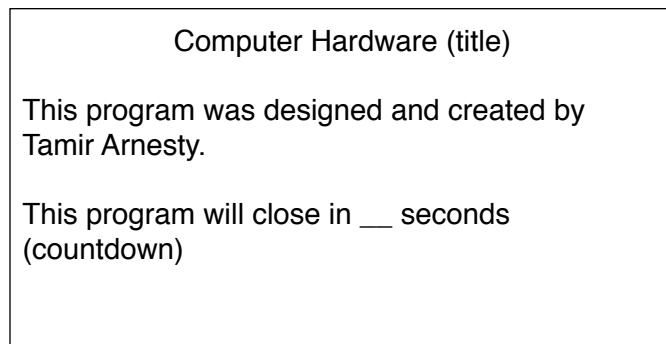 Computer Hardware (title)
This program was designed and created by
Tamir Arnesty.
This program will close in __ seconds
(countdown)